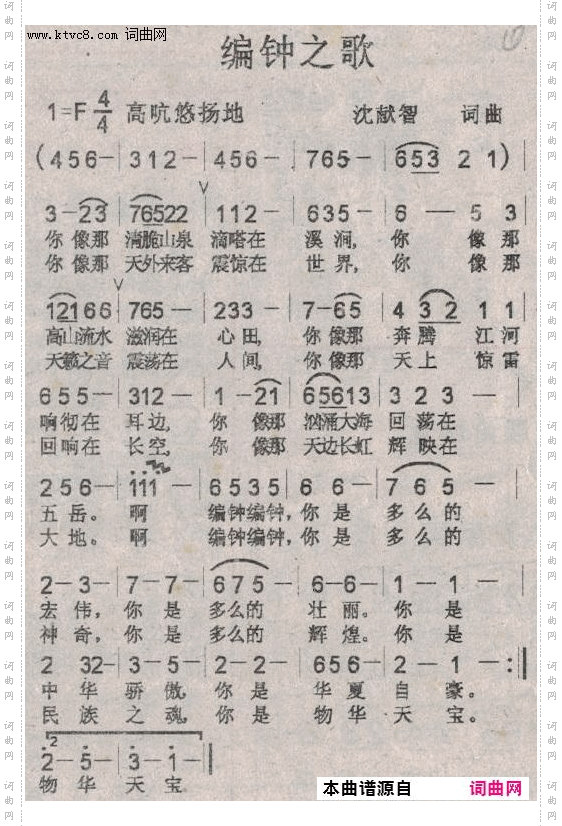 www.ktvc8.com 词曲网
编钟之歌
1=F 4/4 高吭悠扬地 沈献智 词曲
(456- | 312- | 456- | 765- | 653 2 1)
3-23 | 76522 | 112- | 635- | 6 — 5 3
你像那 清脆山泉 滴嗒在 溪涧,你 像那
你像那 天外来客 震惊在 世界,你 像那
12166 | 765- | 233- | 7-65 | 4 32 1 1
高山流水 滋润在 心田,你像那 奔腾 江河
天籁之音 震荡在 人间,你像那 天上 惊雷
655- | 312- | 1-21 | 65613 | 323-
响彻在 耳边,你 像那 汹涌大海 回荡在
回响在 长空,你 像那 天边长虹 辉映在
256- | 111- | 6535 | 66- | 765-
五岳。啊 编钟编钟,你 是 多么的
大地。啊 编钟编钟,你 是 多么的
2-3- | 7-7- | 675- | 6-6- | 1-1-
宏伟,你 是 多么的 壮丽。你 是
神奇,你 是 多么的 辉煌。你 是
2 32- | 3-5- | 2-2- | 656- | 2-1- :‖
中 华 骄傲,你 是 华夏 自 豪。
民 族 之魂,你 是 物华 天 宝。
2
2-5- | 3-1- ‖
物 华 天 宝
本曲谱源自 词曲网